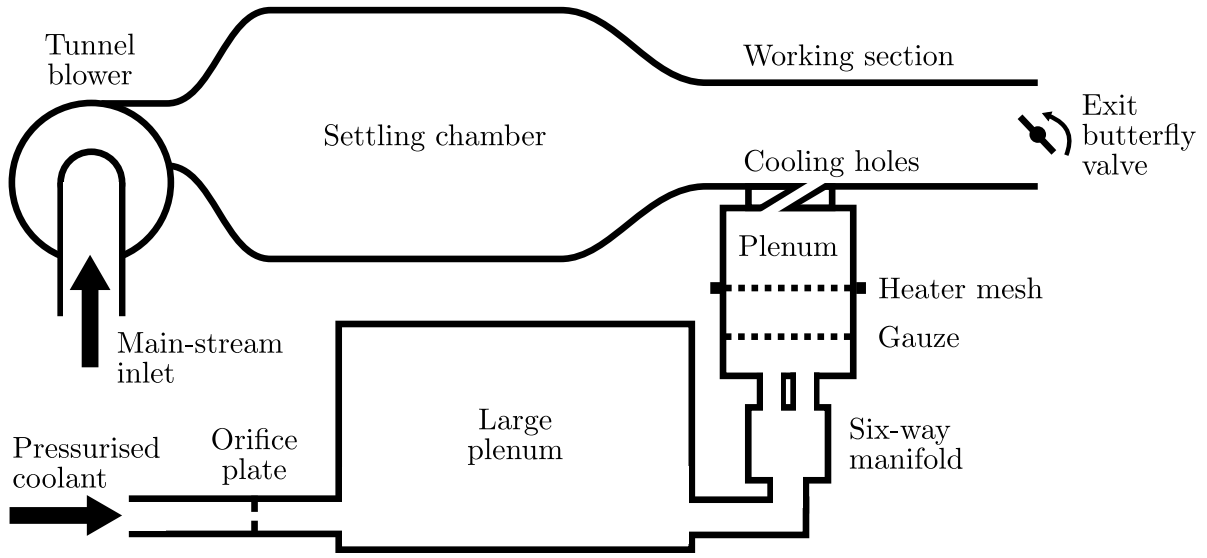 Tunnel
blower
Working section
Settling chamber
Exit
butterfly
valve
Cooling holes
Plenum
Heater mesh
Gauze
Main-stream
inlet
Large
plenum
Six-way
manifold
Orifice
plate
Pressurised
coolant